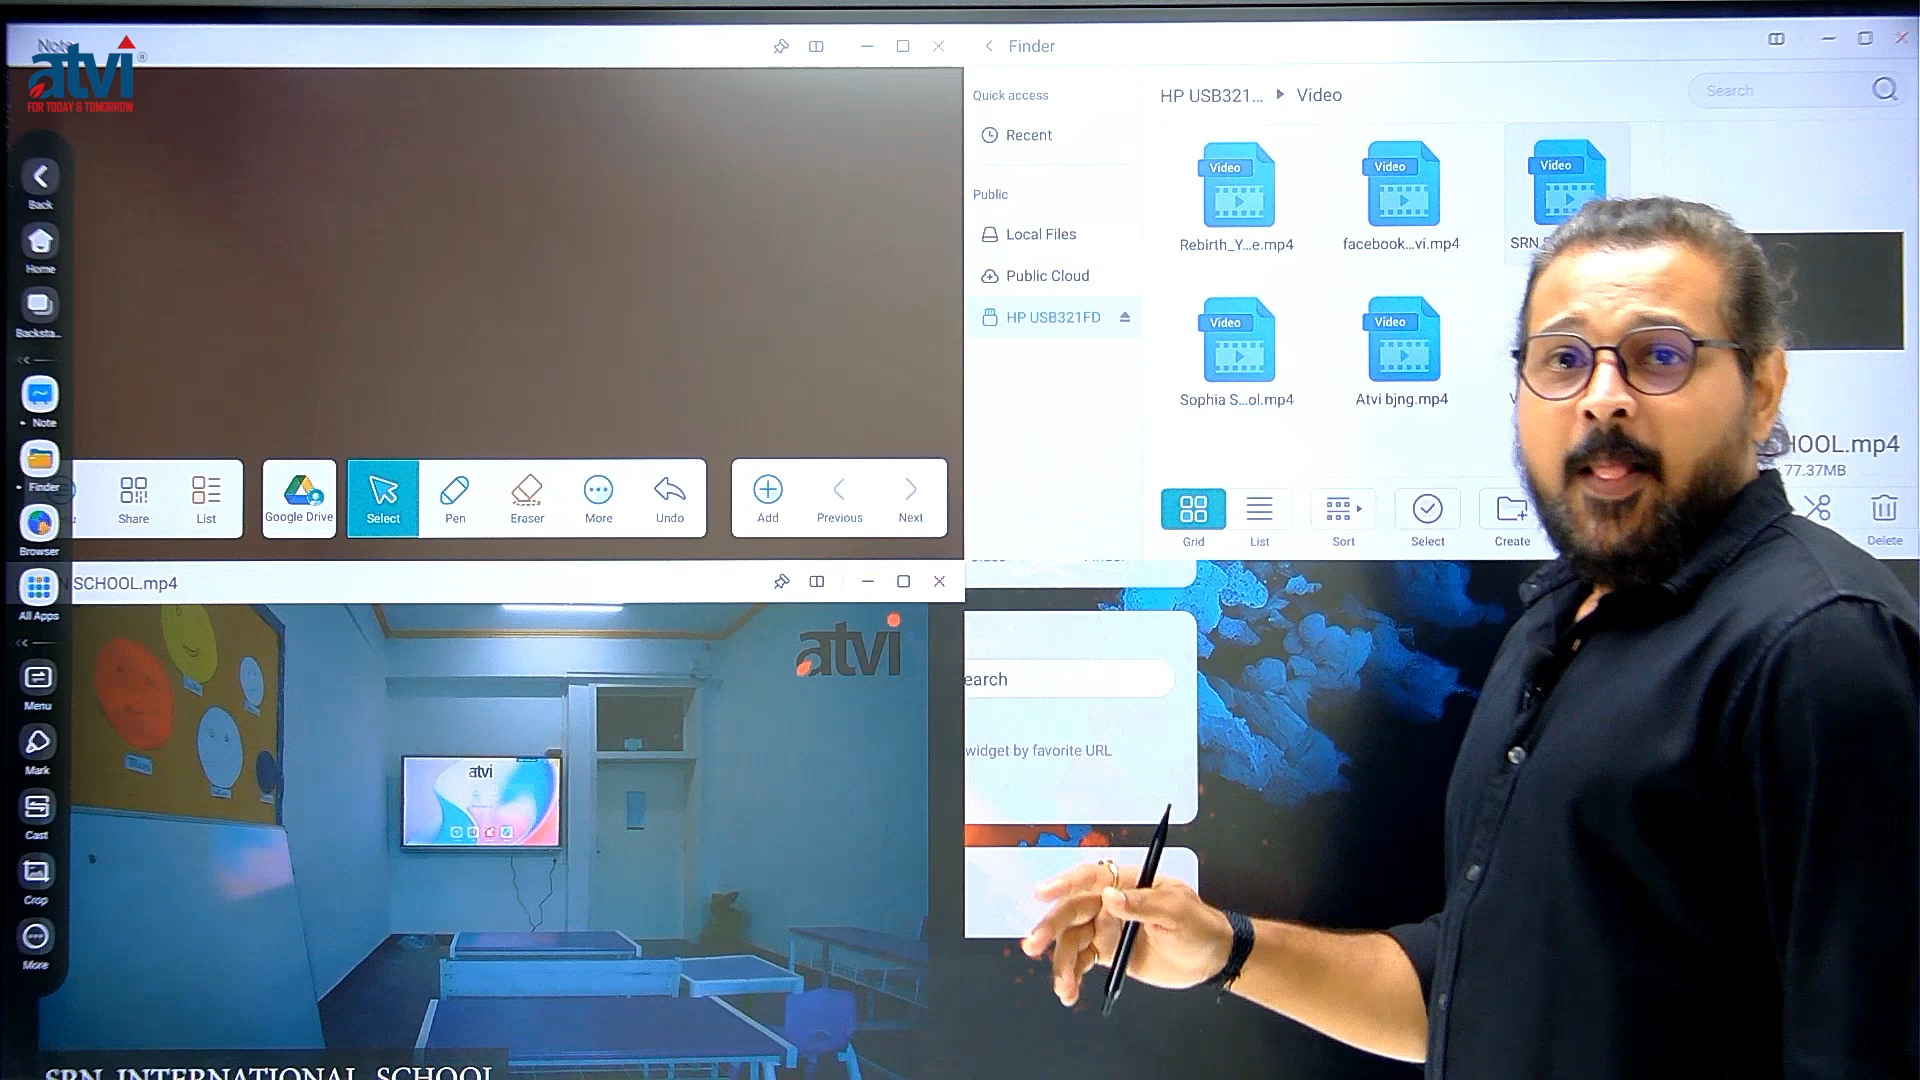 Note
atvi
®
FOR TODAY & TOMORROW
Back
Home
Backsta...
Note
Finder
Browser
All Apps
Menu
Mark
Cast
Crop
More
Share
List
Google Drive
Select
Pen
Eraser
More
Undo
Add
Previous
Next
Finder
Quick access
Recent
Public
Local Files
Public Cloud
HP USB321FD
HP USB321...
Video
Search
Video
Rebirth_Y...e.mp4
Video
facebook...vi.mp4
Video
SRN
Video
Sophia S...ol.mp4
Video
Atvi bjng.mp4
HOOL.mp4
77.37MB
Grid
List
Sort
Select
Create
Delete
SCHOOL.mp4
atvi
atvi
SRN INTERNATIONAL SCHOOL
earch
widget by favorite URL